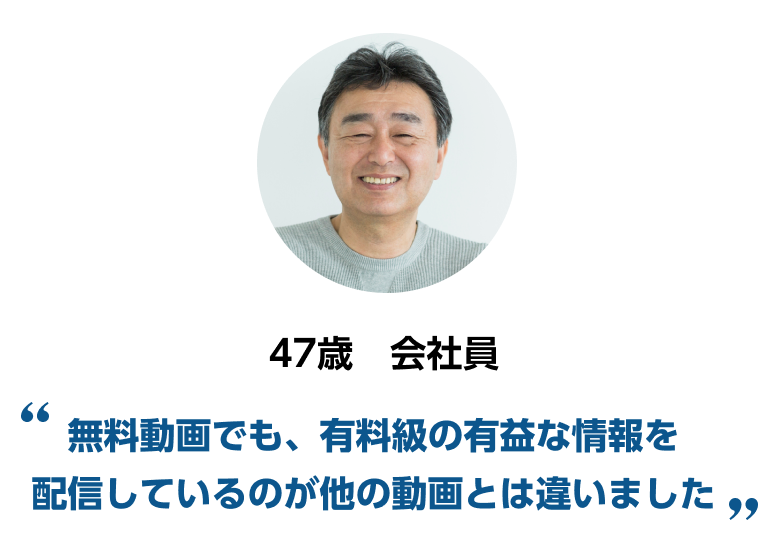 47歳　会社員
“無料動画でも、有料級の有益な情報を
配信しているのが他の動画とは違いました”